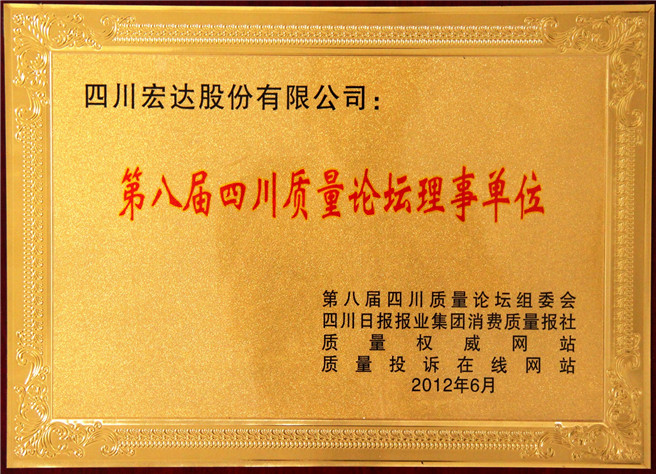 四川宏达股份有限公司：
第八届四川质量论坛理事单位
第八届四川质量论坛组委会
四川日报报业集团消费质量报社
质量权威网站
质量投诉在线网站
2012年6月